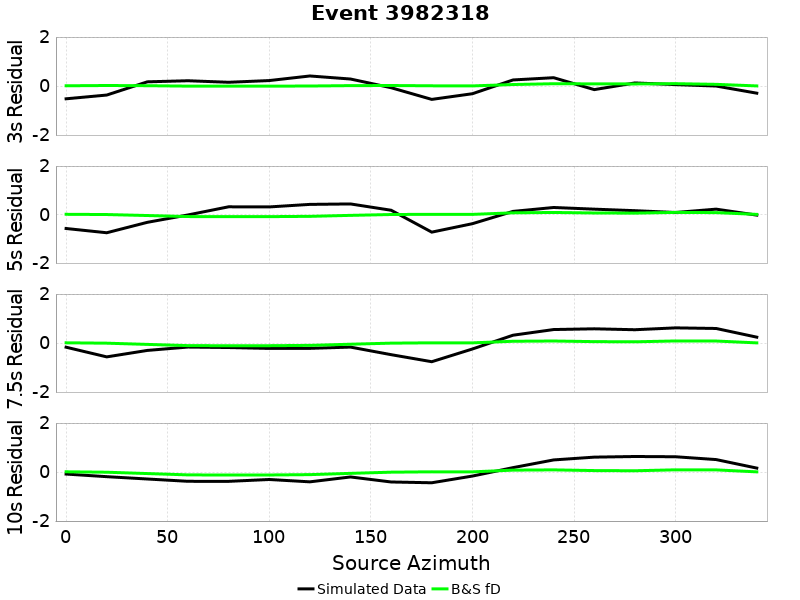 Event 3982318
3s Residual
2
0
-2
5s Residual
2
0
-2
7.5s Residual
2
0
-2
10s Residual
2
0
-2
0 50 100 150 200 250 300
Source Azimuth
Simulated Data B&S fD